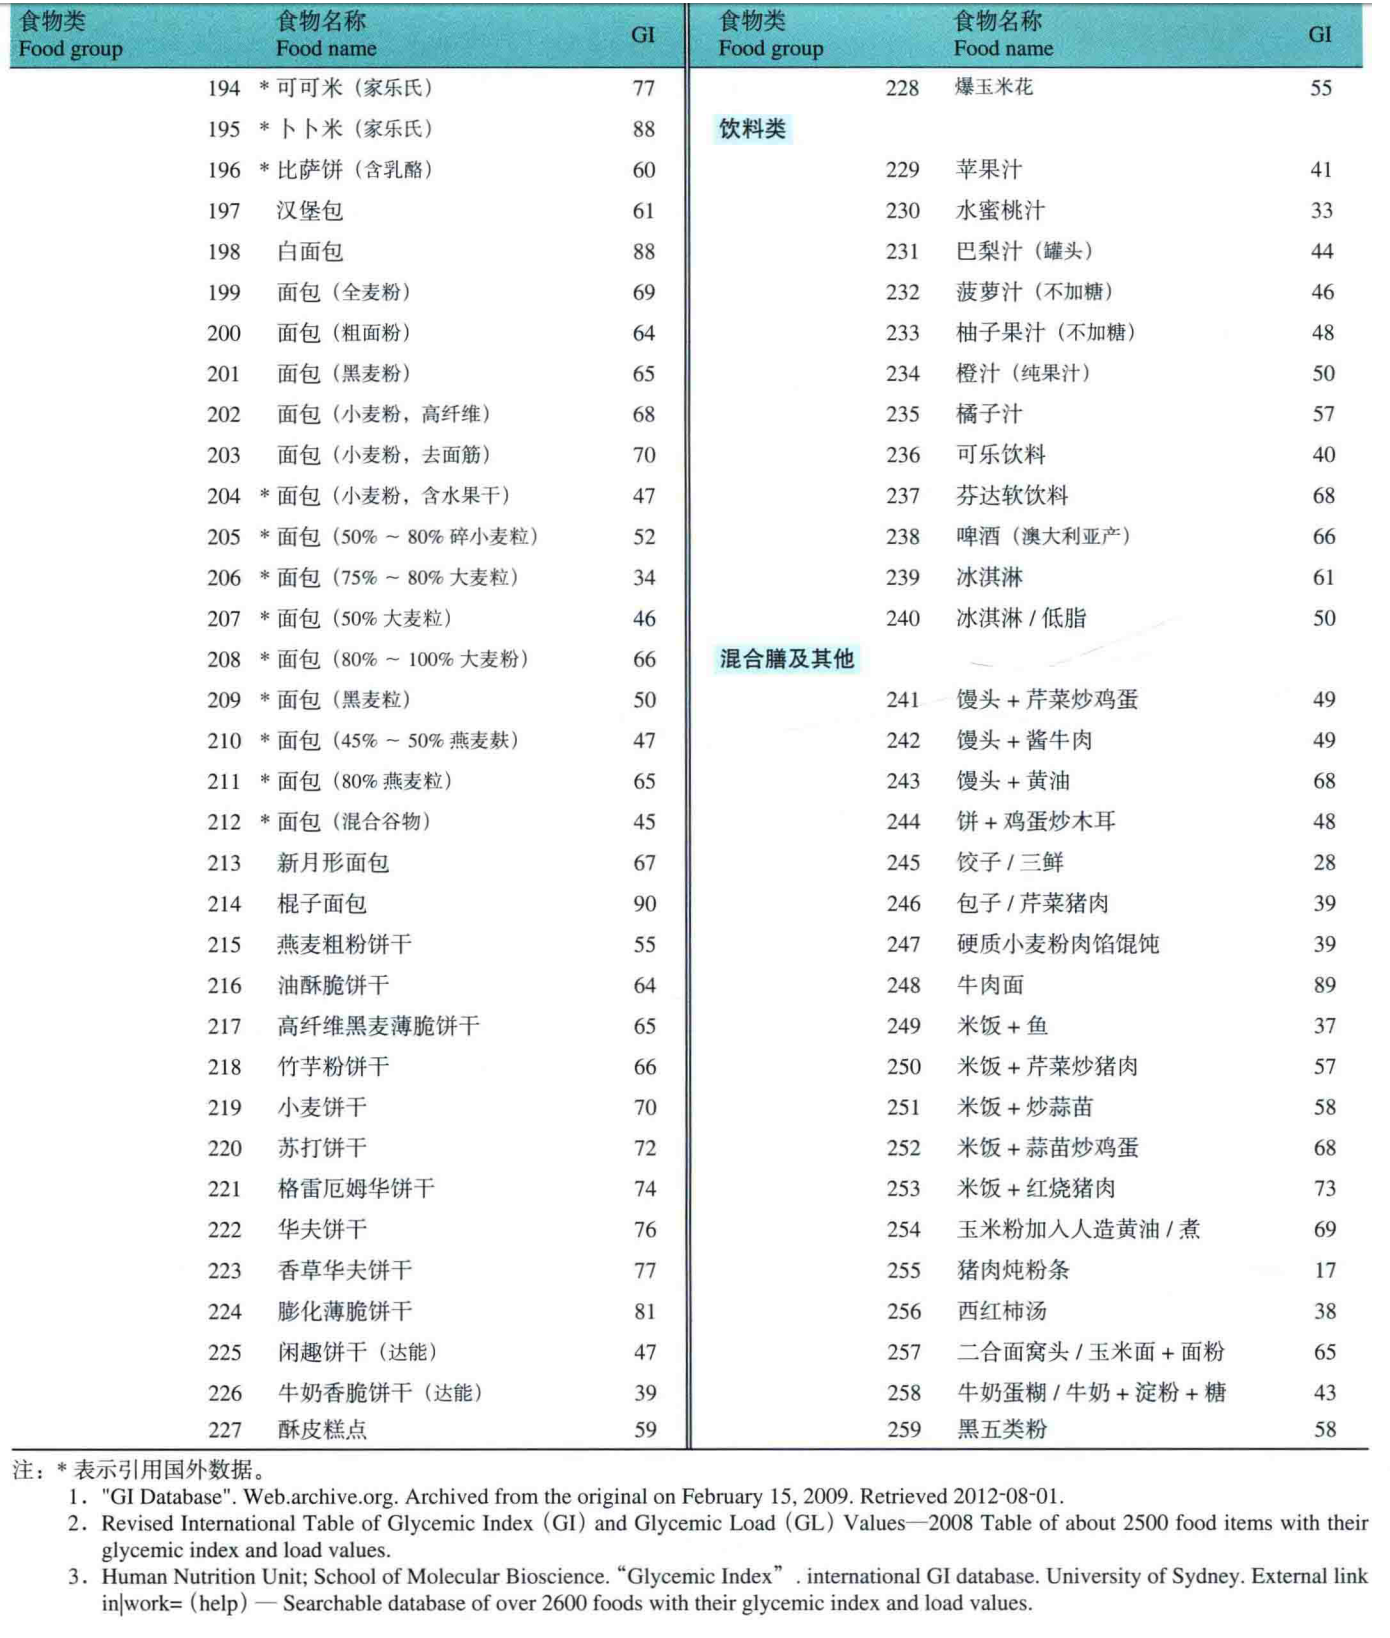 食物类 食物名称 GI
Food group Food name
194 * 可可米（家乐氏） 77
195 * 卜卜米（家乐氏） 88
196 * 比萨饼（含乳酪） 60
197 汉堡包 61
198 白面包 88
199 面包（全麦粉） 69
200 面包（粗面粉） 64
201 面包（黑麦粉） 65
202 面包（小麦粉，高纤维） 68
203 面包（小麦粉，去面筋） 70
204 * 面包（小麦粉，含水果干） 47
205 * 面包（50% ~ 80% 碎小麦粒） 52
206 * 面包（75% ~ 80% 大麦粒） 34
207 * 面包（50% 大麦粒） 46
208 * 面包（80% ~ 100% 大麦粉） 66
209 * 面包（黑麦粒） 50
210 * 面包（45% ~ 50% 燕麦麸） 47
211 * 面包（80% 燕麦粒） 65
212 * 面包（混合谷物） 45
213 新月形面包 67
214 棍子面包 90
215 燕麦粗粉饼干 55
216 油酥脆饼干 64
217 高纤维黑麦薄脆饼干 65
218 竹芋粉饼干 66
219 小麦饼干 70
220 苏打饼干 72
221 格雷厄姆华饼干 74
222 华夫饼干 76
223 香草华夫饼干 77
224 膨化薄脆饼干 81
225 闲趣饼干（达能） 47
226 牛奶香脆饼干（达能） 39
227 酥皮糕点 59
食物类 食物名称 GI
Food group Food name
228 爆玉米花 55
饮料类
229 苹果汁 41
230 水蜜桃汁 33
231 巴梨汁（罐头） 44
232 菠萝汁（不加糖） 46
233 柚子果汁（不加糖） 48
234 橙汁（纯果汁） 50
235 橘子汁 57
236 可乐饮料 40
237 芬达软饮料 68
238 啤酒（澳大利亚产） 66
239 冰淇淋 61
240 冰淇淋 / 低脂 50
混合膳及其他
241 馒头 + 芹菜炒鸡蛋 49
242 馒头 + 酱牛肉 49
243 馒头 + 黄油 68
244 饼 + 鸡蛋炒木耳 48
245 饺子 / 三鲜 28
246 包子 / 芹菜猪肉 39
247 硬质小麦粉肉馅馄饨 39
248 牛肉面 89
249 米饭 + 鱼 37
250 米饭 + 芹菜炒猪肉 57
251 米饭 + 炒蒜苗 58
252 米饭 + 蒜苗炒鸡蛋 68
253 米饭 + 红烧猪肉 73
254 玉米粉加入人造黄油 / 煮 69
255 猪肉炖粉条 17
256 西红柿汤 38
257 二合面窝头 / 玉米面 + 面粉 65
258 牛奶蛋糊 / 牛奶 + 淀粉 + 糖 43
259 黑五类粉 58
注：* 表示引用国外数据。
1. "GI Database". Web.archive.org. Archived from the original on February 15, 2009. Retrieved 2012-08-01.
2. Revised International Table of Glycemic Index（GI）and Glycemic Load（GL）Values—2008 Table of about 2500 food items with their
glycemic index and load values.
3. Human Nutrition Unit; School of Molecular Bioscience. “Glycemic Index” . international GI database. University of Sydney. External link
in|work=（help）— Searchable database of over 2600 foods with their glycemic index and load values.